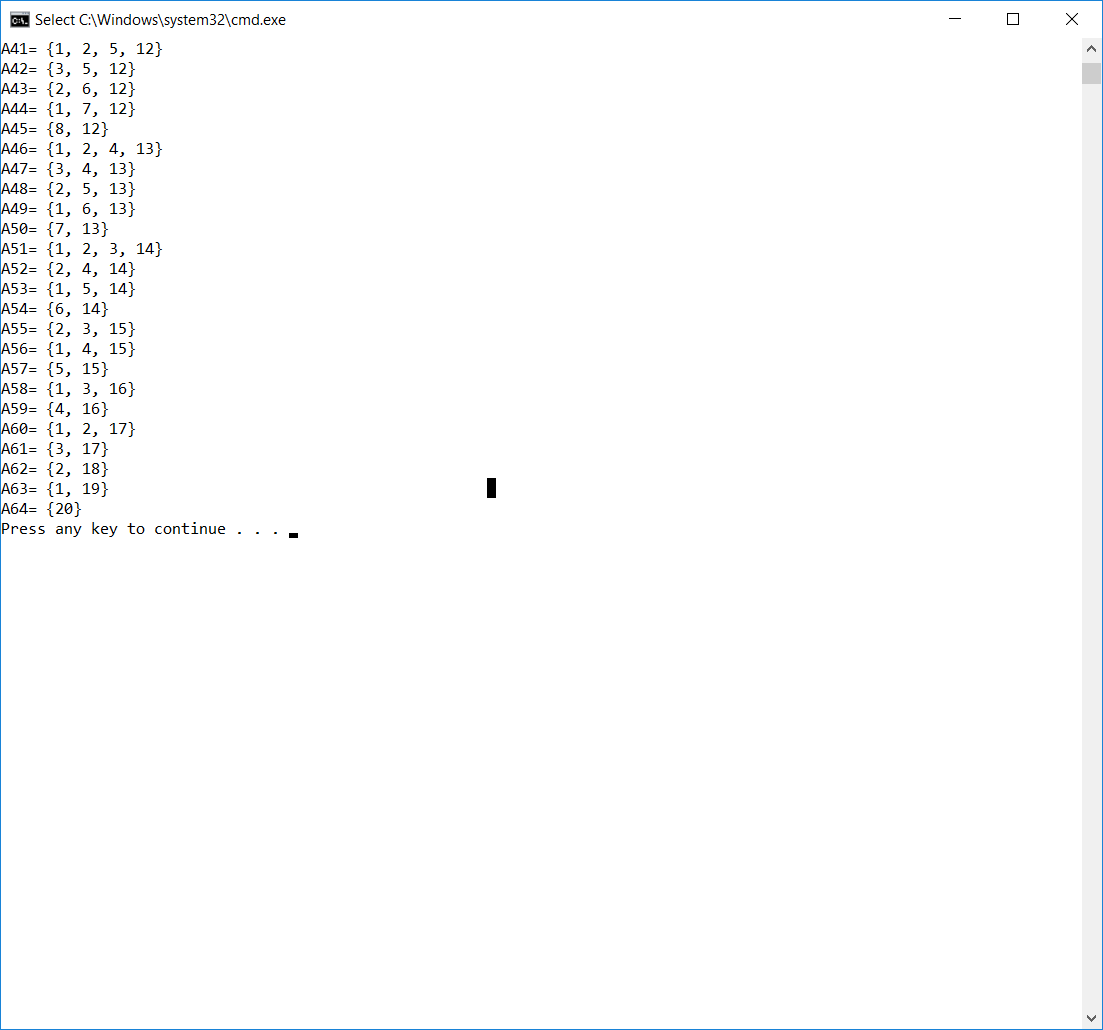 Select C:\Windows\system32\cmd.exe
A41= {1, 2, 5, 12}
A42= {3, 5, 12}
A43= {2, 6, 12}
A44= {1, 7, 12}
A45= {8, 12}
A46= {1, 2, 4, 13}
A47= {3, 4, 13}
A48= {2, 5, 13}
A49= {1, 6, 13}
A50= {7, 13}
A51= {1, 2, 3, 14}
A52= {2, 4, 14}
A53= {1, 5, 14}
A54= {6, 14}
A55= {2, 3, 15}
A56= {1, 4, 15}
A57= {5, 15}
A58= {1, 3, 16}
A59= {4, 16}
A60= {1, 2, 17}
A61= {3, 17}
A62= {2, 18}
A63= {1, 19}
A64= {20}
Press any key to continue . . .